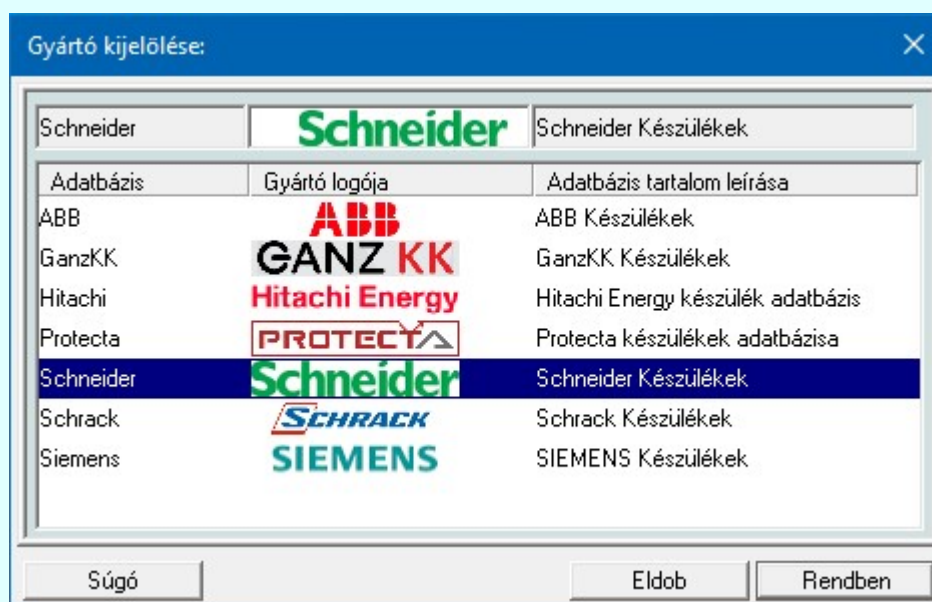 Gyártó kijelölése:
Schneider Schneider Schneider Készülékek
Adatbázis Gyártó logója Adatbázis tartalom leírása
ABB ABB ABB Készülékek
GanzKK GANZ KK GanzKK Készülékek
Hitachi Hitachi Energy Hitachi Energy készülék adatbázis
Protecta PROTECTA Protecta készülékek adatbázisa
Schneider Schneider Schneider Készülékek
Schrack SCHRACK Schrack Készülékek
Siemens SIEMENS SIEMENS Készülékek
Súgó Eldob Rendben